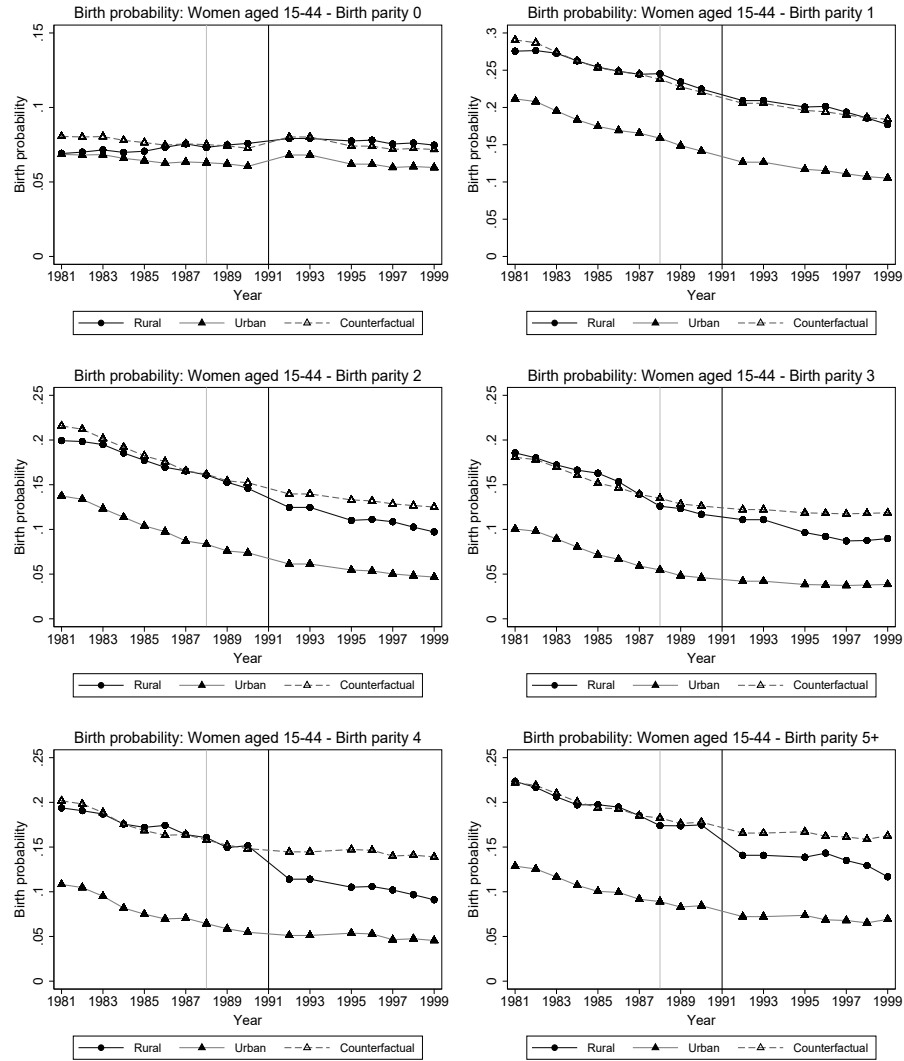 Birth probability: Women aged 15-44 - Birth parity 0
Birth probability
.15
.1
.05
0
1981 1983 1985 1987 1989 1991 1993 1995 1997 1999
Year
Rural Urban Counterfactual
Birth probability: Women aged 15-44 - Birth parity 1
Birth probability
.3
.25
.2
.15
.1
.05
0
1981 1983 1985 1987 1989 1991 1993 1995 1997 1999
Year
Rural Urban Counterfactual
Birth probability: Women aged 15-44 - Birth parity 2
Birth probability
.25
.2
.15
.1
.05
0
1981 1983 1985 1987 1989 1991 1993 1995 1997 1999
Year
Rural Urban Counterfactual
Birth probability: Women aged 15-44 - Birth parity 3
Birth probability
.25
.2
.15
.1
.05
0
1981 1983 1985 1987 1989 1991 1993 1995 1997 1999
Year
Rural Urban Counterfactual
Birth probability: Women aged 15-44 - Birth parity 4
Birth probability
.25
.2
.15
.1
.05
0
1981 1983 1985 1987 1989 1991 1993 1995 1997 1999
Year
Rural Urban Counterfactual
Birth probability: Women aged 15-44 - Birth parity 5+
Birth probability
.25
.2
.15
.1
.05
0
1981 1983 1985 1987 1989 1991 1993 1995 1997 1999
Year
Rural Urban Counterfactual